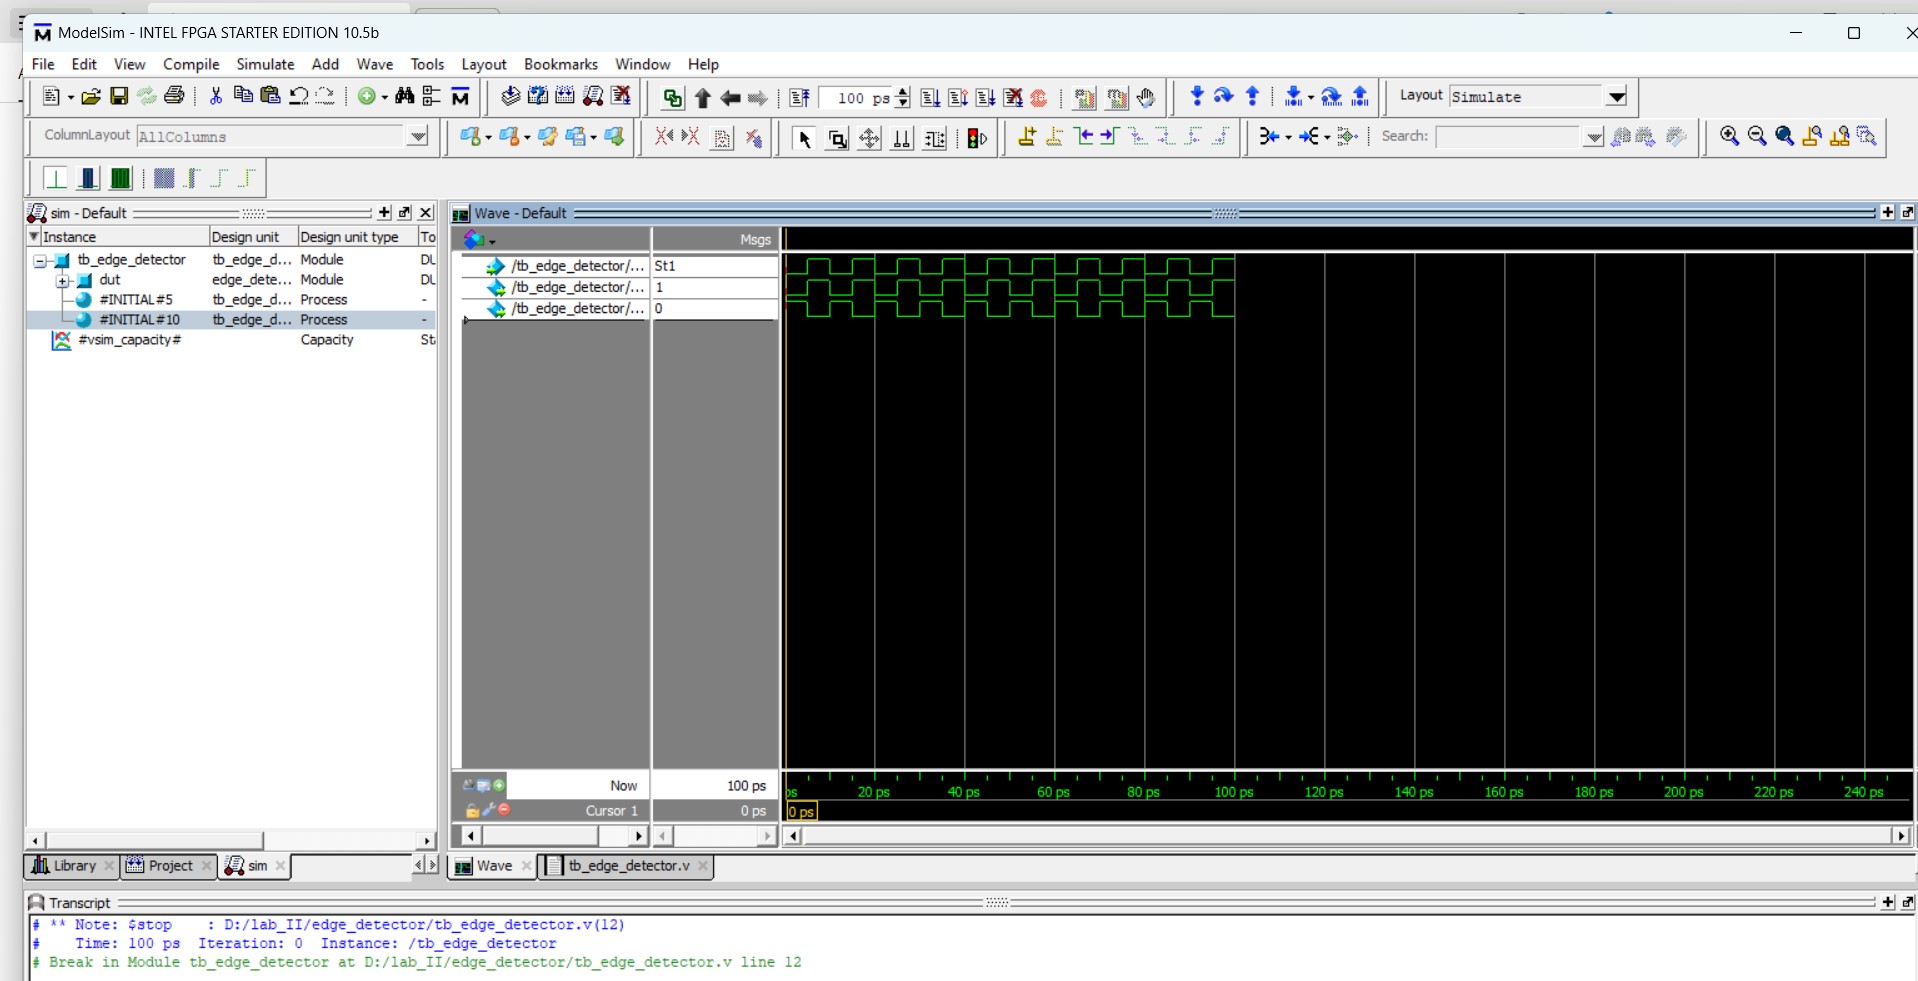 ModelSim - INTEL FPGA STARTER EDITION 10.5b
File Edit View Compile Simulate Add Wave Tools Layout Bookmarks Window Help
100 ps
Layout Simulate
ColumnLayout AllColumns
Search:
sim - Default
Instance Design unit Design unit type To
tb_edge_detector tb_edge_d... Module DU
dut edge_dete... Module DU
#INITIAL#5 tb_edge_d... Process -
#INITIAL#10 tb_edge_d... Process -
#vsim_capacity# Capacity St
Library Project sim
Wave - Default
Msgs
/tb_edge_detector/... St1
/tb_edge_detector/... 1
/tb_edge_detector/... 0
Now 100 ps
ps 20 ps 40 ps 60 ps 80 ps 100 ps 120 ps 140 ps 160 ps 180 ps 200 ps 220 ps 240 ps
Cursor 1 0 ps 0 ps
Wave tb_edge_detector.v
Transcript
# ** Note: $stop : D:/lab_II/edge_detector/tb_edge_detector.v(12)
# Time: 100 ps Iteration: 0 Instance: /tb_edge_detector
# Break in Module tb_edge_detector at D:/lab_II/edge_detector/tb_edge_detector.v line 12